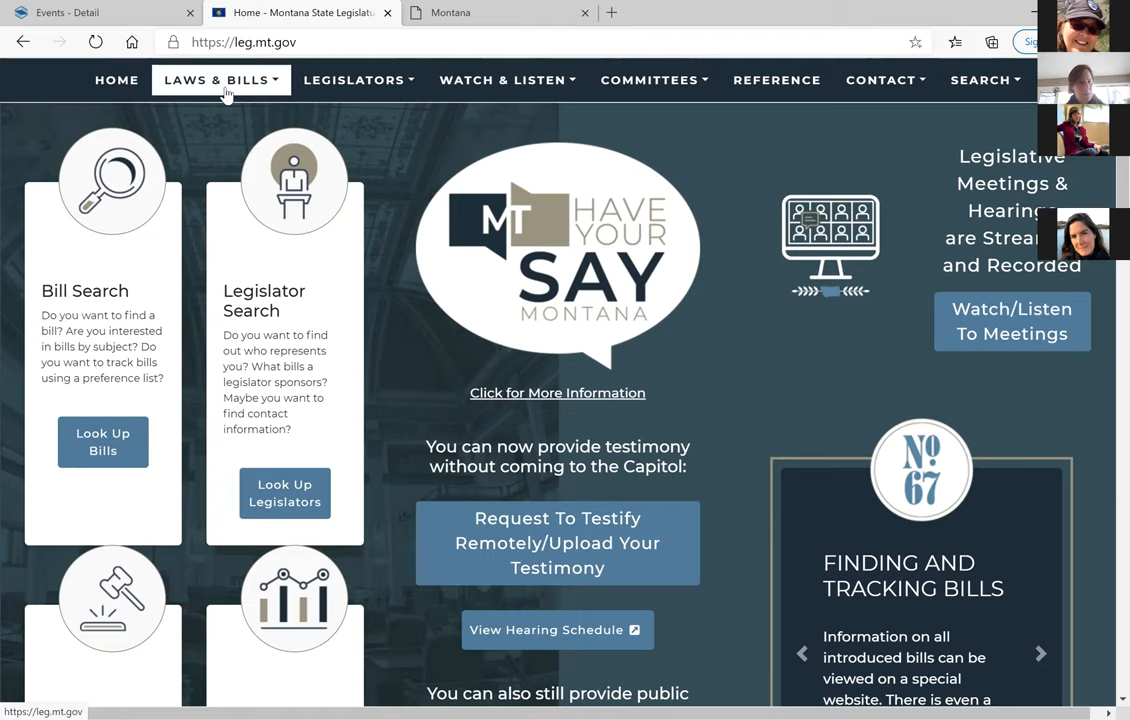 Events - Detail
Home - Montana State Legislatu
Montana
https://leg.mt.gov
HOME
LAWS & BILLS
LEGISLATORS
WATCH & LISTEN
COMMITTEES
REFERENCE
CONTACT
SEARCH
Bill Search
Do you want to find a
bill? Are you interested
in bills by subject? Do
you want to track bills
using a preference list?
Look Up
Bills
Legislator
Search
Do you want to find
out who represents
you? What bills a
legislator sponsors?
Maybe you want to
find contact
information?
Look Up
Legislators
MT HAVE
YOUR
SAY
MONTANA
Click for More Information
You can now provide testimony
without coming to the Capitol:
Request To Testify
Remotely/Upload Your
Testimony
View Hearing Schedule
You can also still provide public
Legislative
Meetings &
Hearing
are Strea
and Recorded
Watch/Listen
To Meetings
No
67
FINDING AND
TRACKING BILLS
Information on all
introduced bills can be
viewed on a special
website. There is even a
https://leg.mt.gov